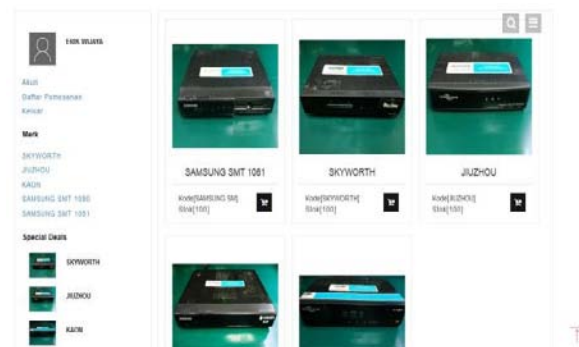 ERIK WIJAYA
Akun
Daftar Pemesanan
Keluar
Merk
SKYWORTH
JIUZHOU
KAON
SAMSUNG SMT 1080
SAMSUNG SMT 1081
Special Deals
SKYWORTH
JIUZHOU
KAON
SAMSUNG SMT 1081
Kode[SAMSUNG SM]
Stok[100]
SKYWORTH
Kode[SKYWORTH]
Stok[100]
JIUZHOU
Kode[JIUZHOU]
Stok[100]